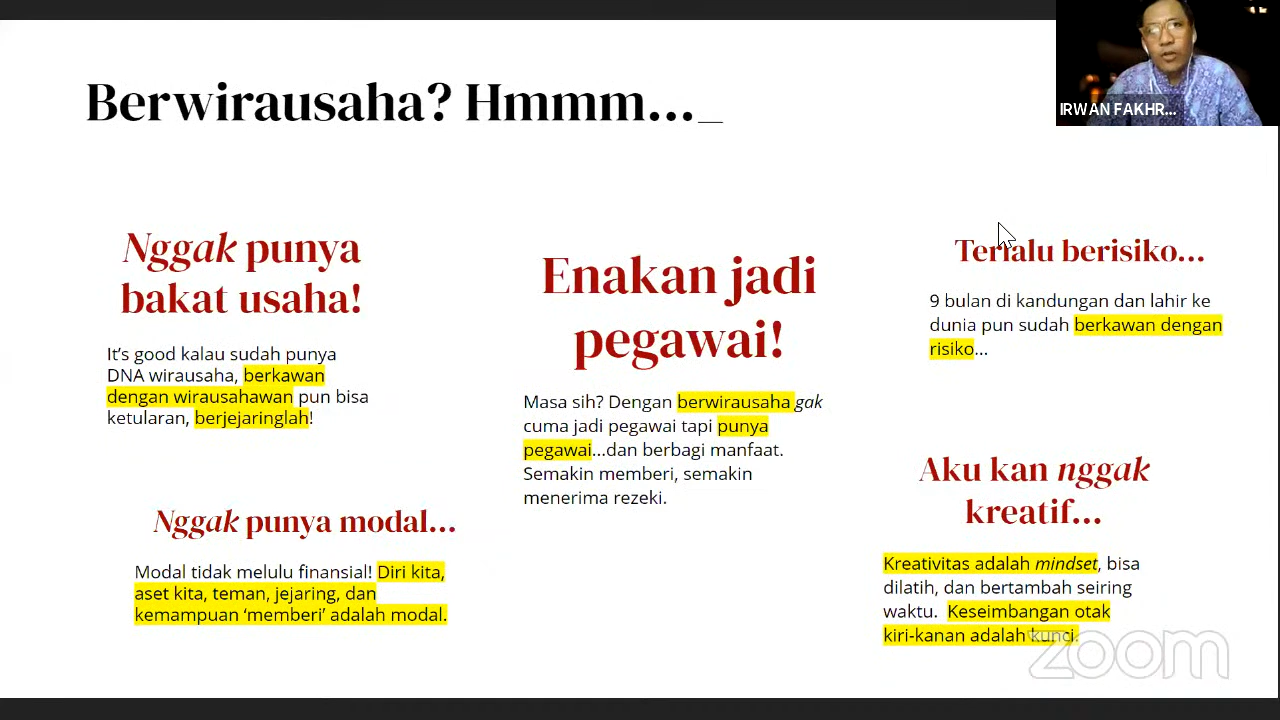 Berwirausaha? Hmmm..._
IRWAN FAKHR...
Nggak punya
bakat usaha!
It's good kalau sudah punya
DNA wirausaha, berkawan
dengan wirausahawan pun bisa
ketularan, berjejaringlah!
Nggak punya modal...
Modal tidak melulu finansial! Diri kita,
aset kita, teman, jejaring, dan
kemampuan ‘memberi’ adalah modal.
Enakan jadi
pegawai!
Masa sih? Dengan berwirausaha gak
cuma jadi pegawai tapi punya
pegawai...dan berbagi manfaat.
Semakin memberi, semakin
menerima rezeki.
Terlalu berisiko...
9 bulan di kandungan dan lahir ke
dunia pun sudah berkawan dengan
risiko...
Aku kan nggak
kreatif...
Kreativitas adalah mindset, bisa
dilatih, dan bertambah seiring
waktu. Keseimbangan otak
kiri-kanan adalah kunci.
zoom